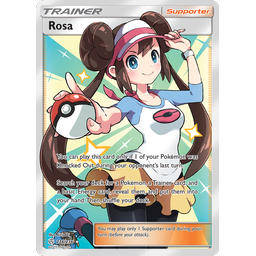 TRAINER
Supporter
Rosa
You can play this card only if 1 of your Pokémon was
Knocked Out during your opponent's last turn.
Search your deck for a Pokémon, a Trainer card, and
a basic Energy card, reveal them, and put them into
your hand. Then, shuffle your deck.
You may play only 1 Supporter card during your
turn (before your attack).
236/236